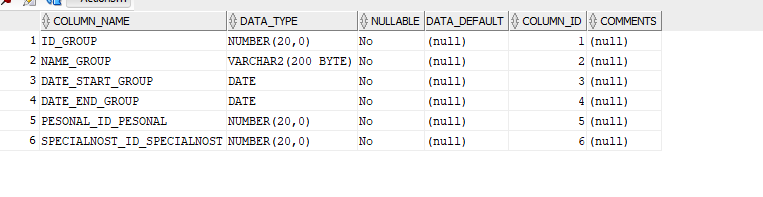 COLUMN_NAME DATA_TYPE NULLABLE DATA_DEFAULT COLUMN_ID COMMENTS
1 ID_GROUP NUMBER(20,0) No (null) 1 (null)
2 NAME_GROUP VARCHAR2(200 BYTE) No (null) 2 (null)
3 DATE_START_GROUP DATE No (null) 3 (null)
4 DATE_END_GROUP DATE No (null) 4 (null)
5 PESONAL_ID_PESONAL NUMBER(20,0) No (null) 5 (null)
6 SPECIALNOST_ID_SPECIALNOST NUMBER(20,0) No (null) 6 (null)